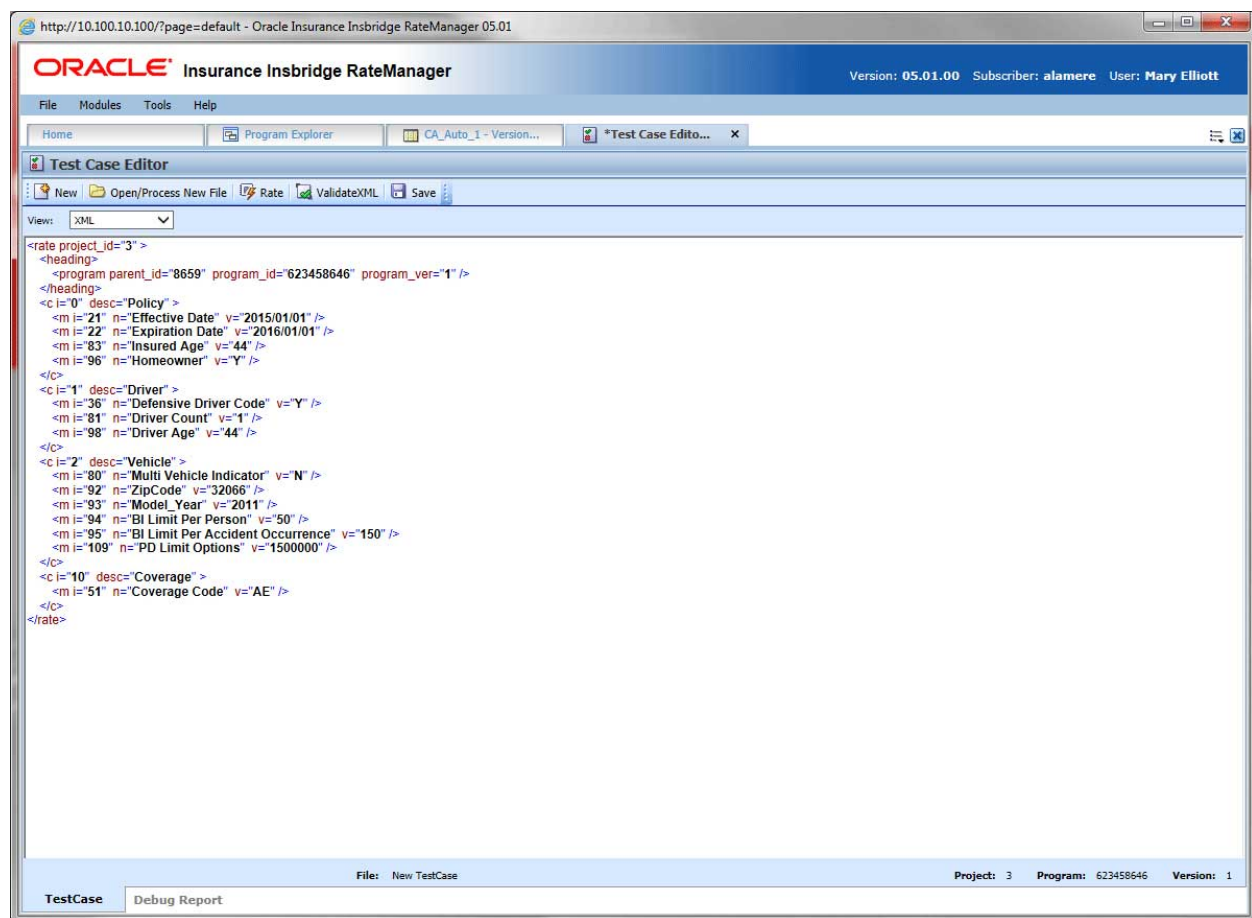 http://10.100.10.100/?page=default - Oracle Insurance Insbridge RateManager 05.01
ORACLE® Insurance Insbridge RateManager
Version: 05.01.00 Subscriber: alamere User: Mary Elliott
File Modules Tools Help
Home Program Explorer CA_Auto_1 - Version... *Test Case Edito... x
Test Case Editor
New Open/Process New File Rate ValidateXML Save
View: XML
<rate project_id="3" >
<heading>
<program parent_id="8659" program_id="623458646" program_ver="1" />
</heading>
<c i="0" desc="Policy" >
<m i="21" n="Effective Date" v="2015/01/01" />
<m i="22" n="Expiration Date" v="2016/01/01" />
<m i="83" n="Insured Age" v="44" />
<m i="96" n="Homeowner" v="Y" />
</c>
<c i="1" desc="Driver" >
<m i="36" n="Defensive Driver Code" v="Y" />
<m i="81" n="Driver Count" v="1" />
<m i="98" n="Driver Age" v="44" />
</c>
<c i="2" desc="Vehicle" >
<m i="80" n="Multi Vehicle Indicator" v="N" />
<m i="92" n="ZipCode" v="32066" />
<m i="93" n="Model_Year" v="2011" />
<m i="94" n="BI Limit Per Person" v="50" />
<m i="95" n="BI Limit Per Accident Occurrence" v="150" />
<m i="109" n="PD Limit Options" v="1500000" />
</c>
<c i="10" desc="Coverage" >
<m i="51" n="Coverage Code" v="AE" />
</c>
</rate>
File: New TestCase Project: 3 Program: 623458646 Version: 1
TestCase Debug Report